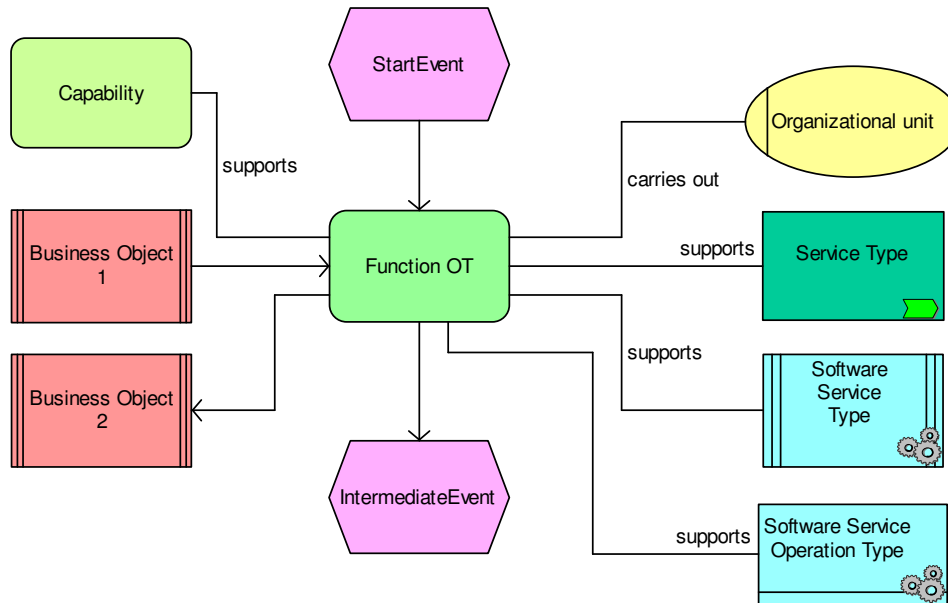 StartEvent
Capability
Organizational unit
supports
carries out
Business Object
1
Function OT
supports
Service Type
supports
Software
Service
Type
Business Object
2
IntermediateEvent
supports
Software Service
Operation Type